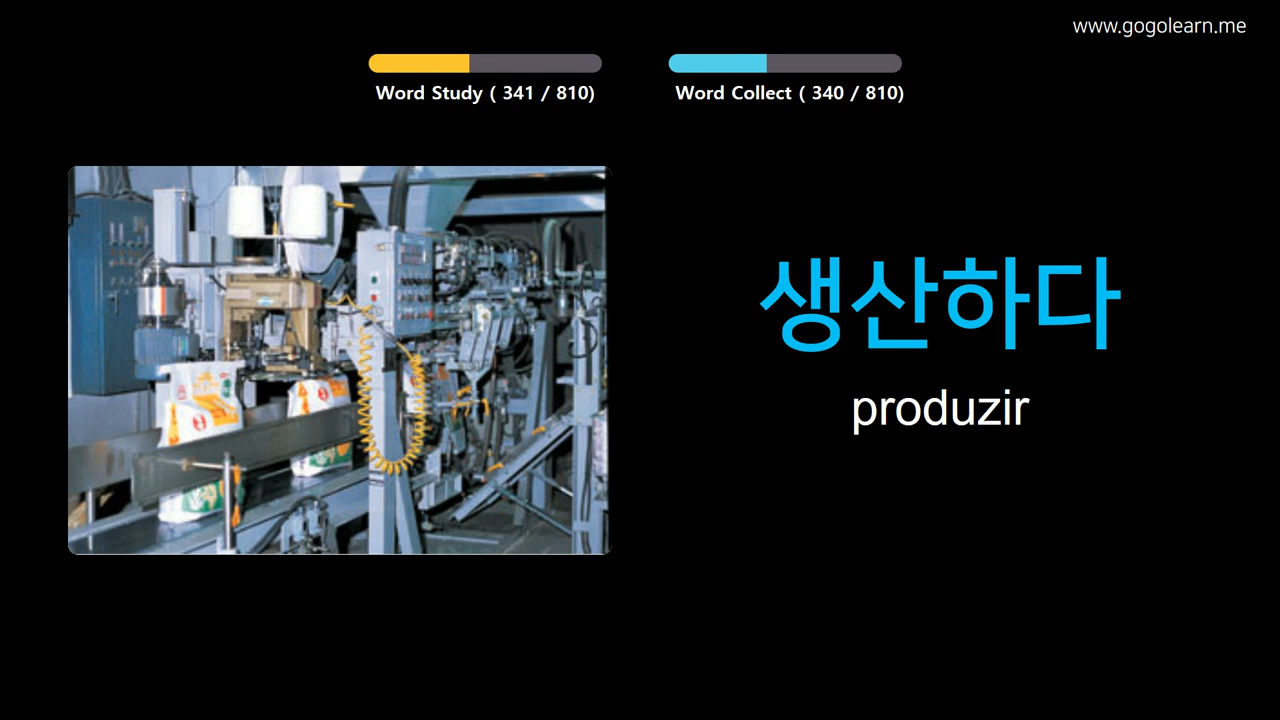 www.gogolearn.me
Word Study ( 341 / 810)
Word Collect ( 340 / 810)
생산하다
produzir